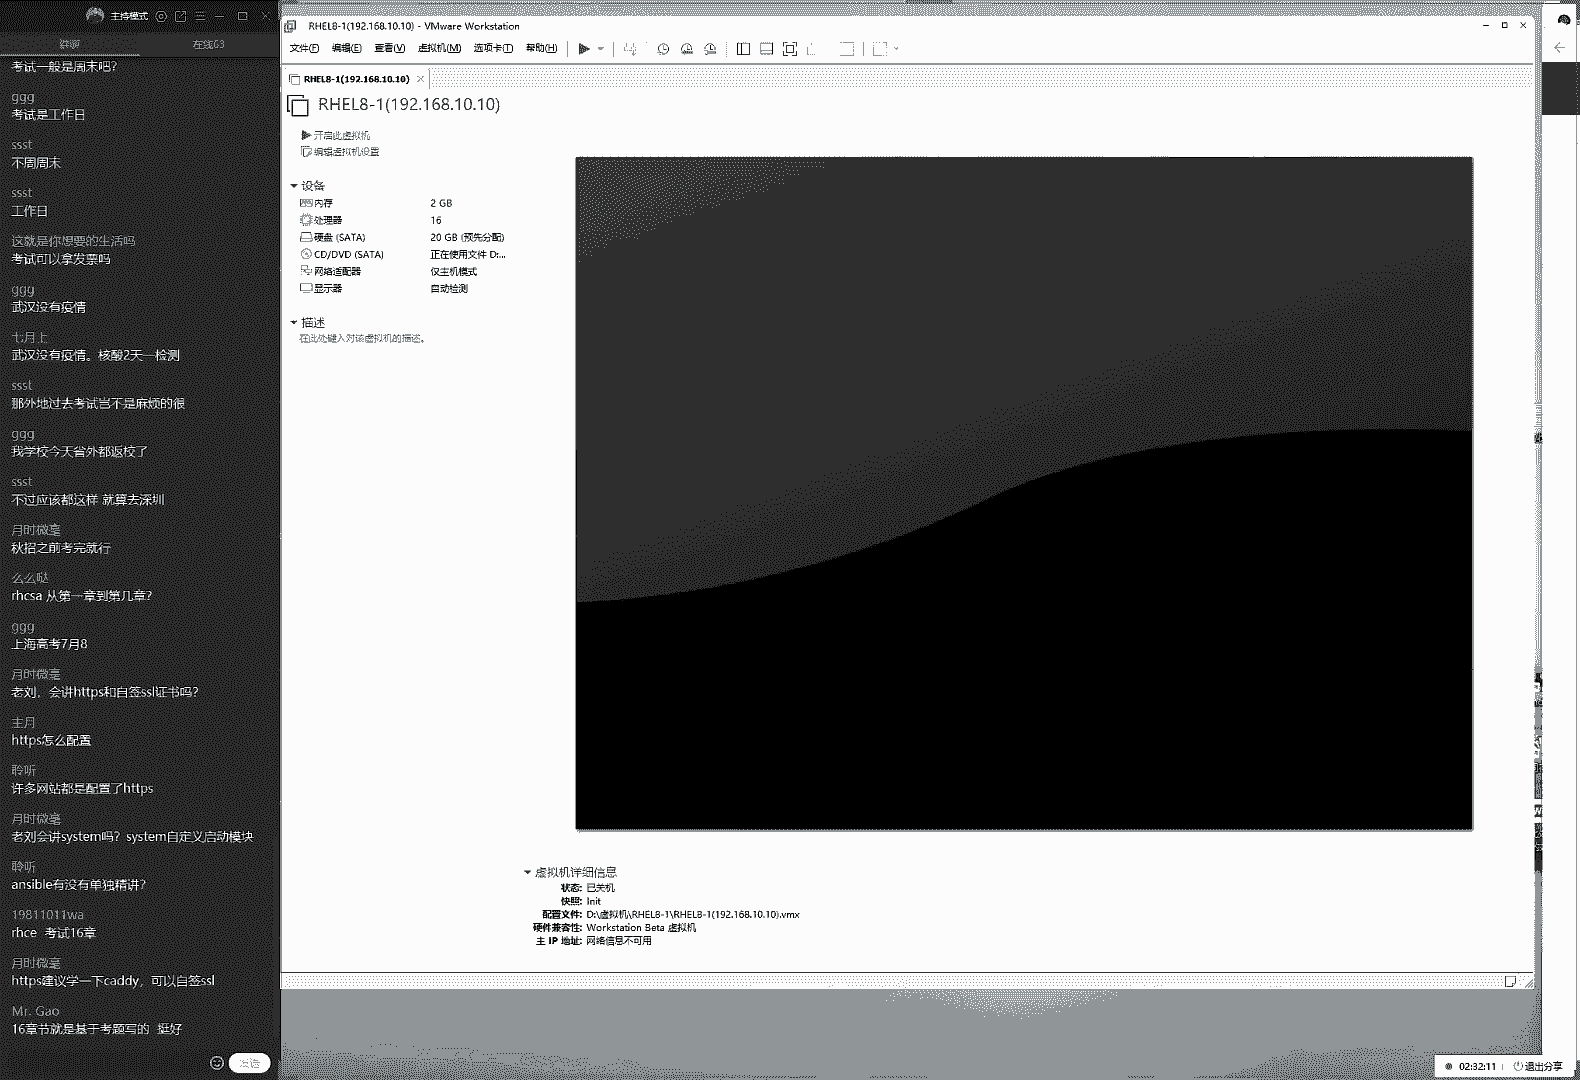 主持模式
群聊
在线63
考试一般是周末吧?
ggg
考试是工作日
ssst
不周周末
ssst
工作日
这就是你想要的生活吗
考试可以拿发票吗
ggg
武汉没有疫情
七月上
武汉没有疫情。核酸2天一检测
ssst
那外地过去考试岂不是麻烦的很
ggg
我学校今天省外都返校了
ssst
不过应该都这样 就算去深圳
月时微毫
秋招之前考完就行
么么哒
rhcsa 从第一章到第几章?
ggg
上海高考7月8
月时微毫
老刘，会讲https和自签ssl证书吗?
主月
https怎么配置
聆听
许多网站都是配置了https
月时微毫
老刘会讲system吗? system自定义启动模块
聆听
ansible有没有单独精讲?
19811011wa
rhce 考试16章
月时微毫
https建议学一下caddy，可以自签ssl
Mr. Gao
16章节就是基于考题写的 挺好
发送
RHEL8-1(192.168.10.10) - VMware Workstation
文件(F) 编辑(E) 查看(V) 虚拟机(M) 选项卡(T) 帮助(H)
RHEL8-1(192.168.10.10)
RHEL8-1(192.168.10.10)
开启此虚拟机
编辑虚拟机设置
设备
内存 2 GB
处理器 16
硬盘 (SATA) 20 GB (预先分配)
CD/DVD (SATA) 正在使用文件 D:...
网络适配器 仅主机模式
显示器 自动检测
描述
在此处键入对该虚拟机的描述。
虚拟机详细信息
状态: 已关机
快照: Init
配置文件: D:\虚拟机\RHEL8-1\RHEL8-1(192.168.10.10).vmx
硬件兼容性: Workstation Beta 虚拟机
主 IP 地址: 网络信息不可用
02:32:11
退出分享